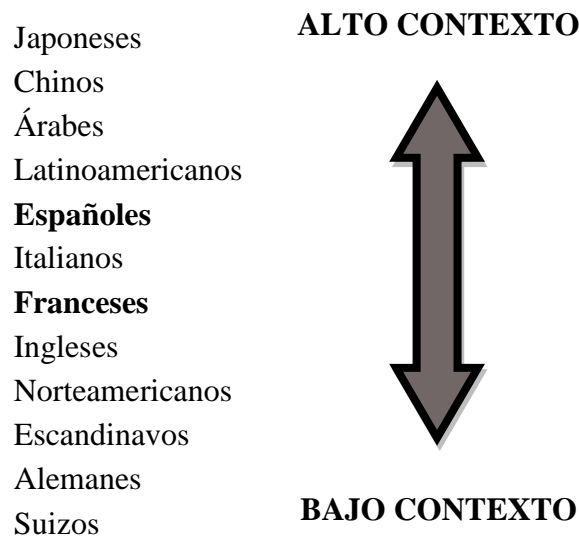 ALTO CONTEXTO
Japoneses
Chinos
Árabes
Latinoamericanos
Españoles
Italianos
Franceses
Ingleses
Norteamericanos
Escandinavos
Alemanes
Suizos
BAJO CONTEXTO